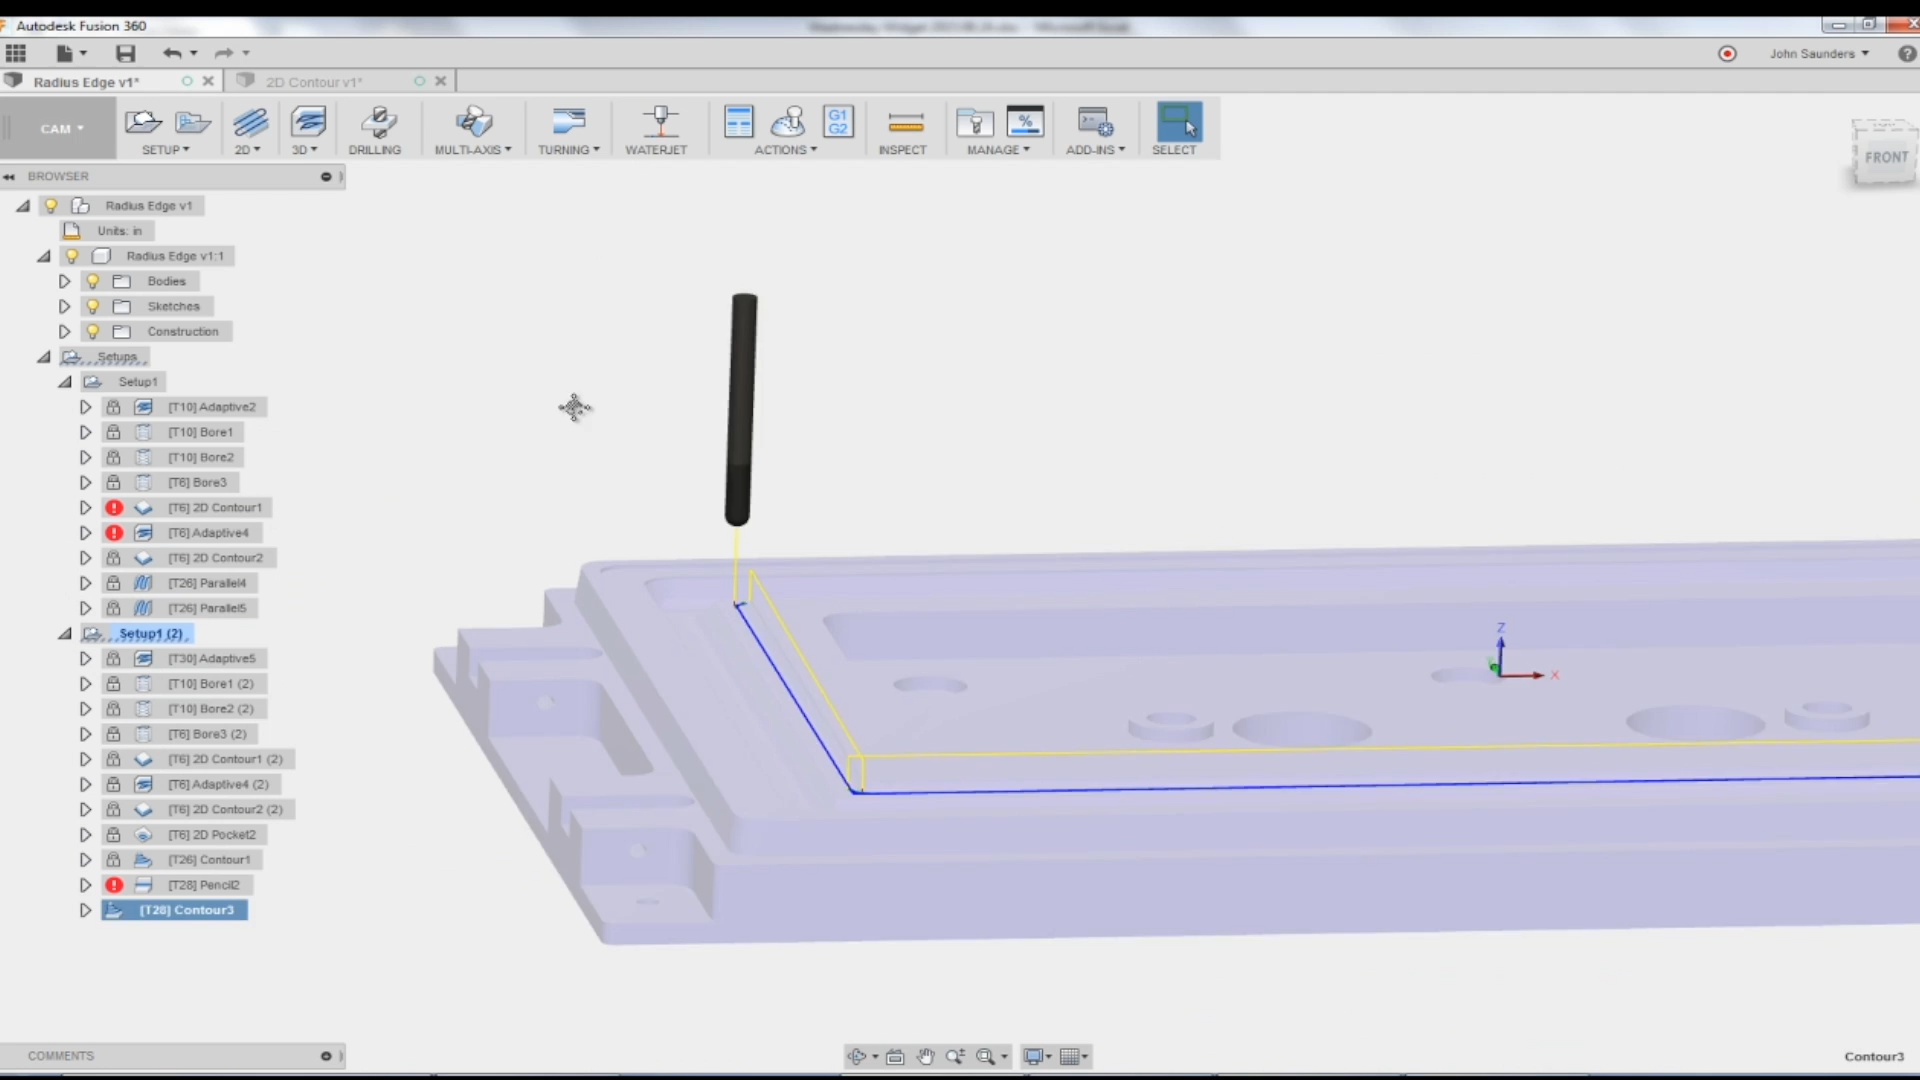 Autodesk Fusion 360
John Saunders
Radius Edge v1*
2D Contour v1*
CAM
SETUP
2D
3D
DRILLING
MULTI-AXIS
TURNING
WATERJET
G1
G2
ACTIONS
INSPECT
%
MANAGE
ADD-INS
SELECT
FRONT
BROWSER
Radius Edge v1
Units: in
Radius Edge v1:1
Bodies
Sketches
Construction
Setups
Setup1
[T10] Adaptive2
[T10] Bore1
[T10] Bore2
[T6] Bore3
[T6] 2D Contour1
[T6] Adaptive4
[T6] 2D Contour2
[T26] Parallel4
[T26] Parallel5
Setup1 (2)
[T30] Adaptive5
[T10] Bore1 (2)
[T10] Bore2 (2)
[T6] Bore3 (2)
[T6] 2D Contour1 (2)
[T6] Adaptive4 (2)
[T6] 2D Contour2 (2)
[T6] 2D Pocket2
[T26] Contour1
[T28] Pencil2
[T28] Contour3
Z
X
COMMENTS
Contour3